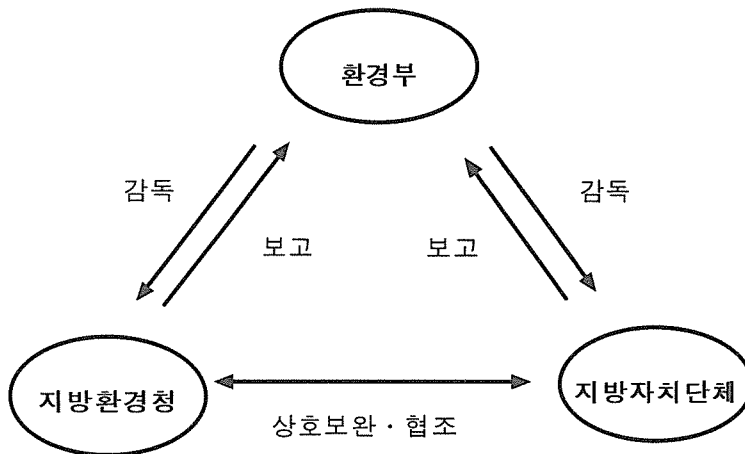 환경부
감독
감독
보고
보고
지방환경청
지방자치단체
상호보완 · 협조